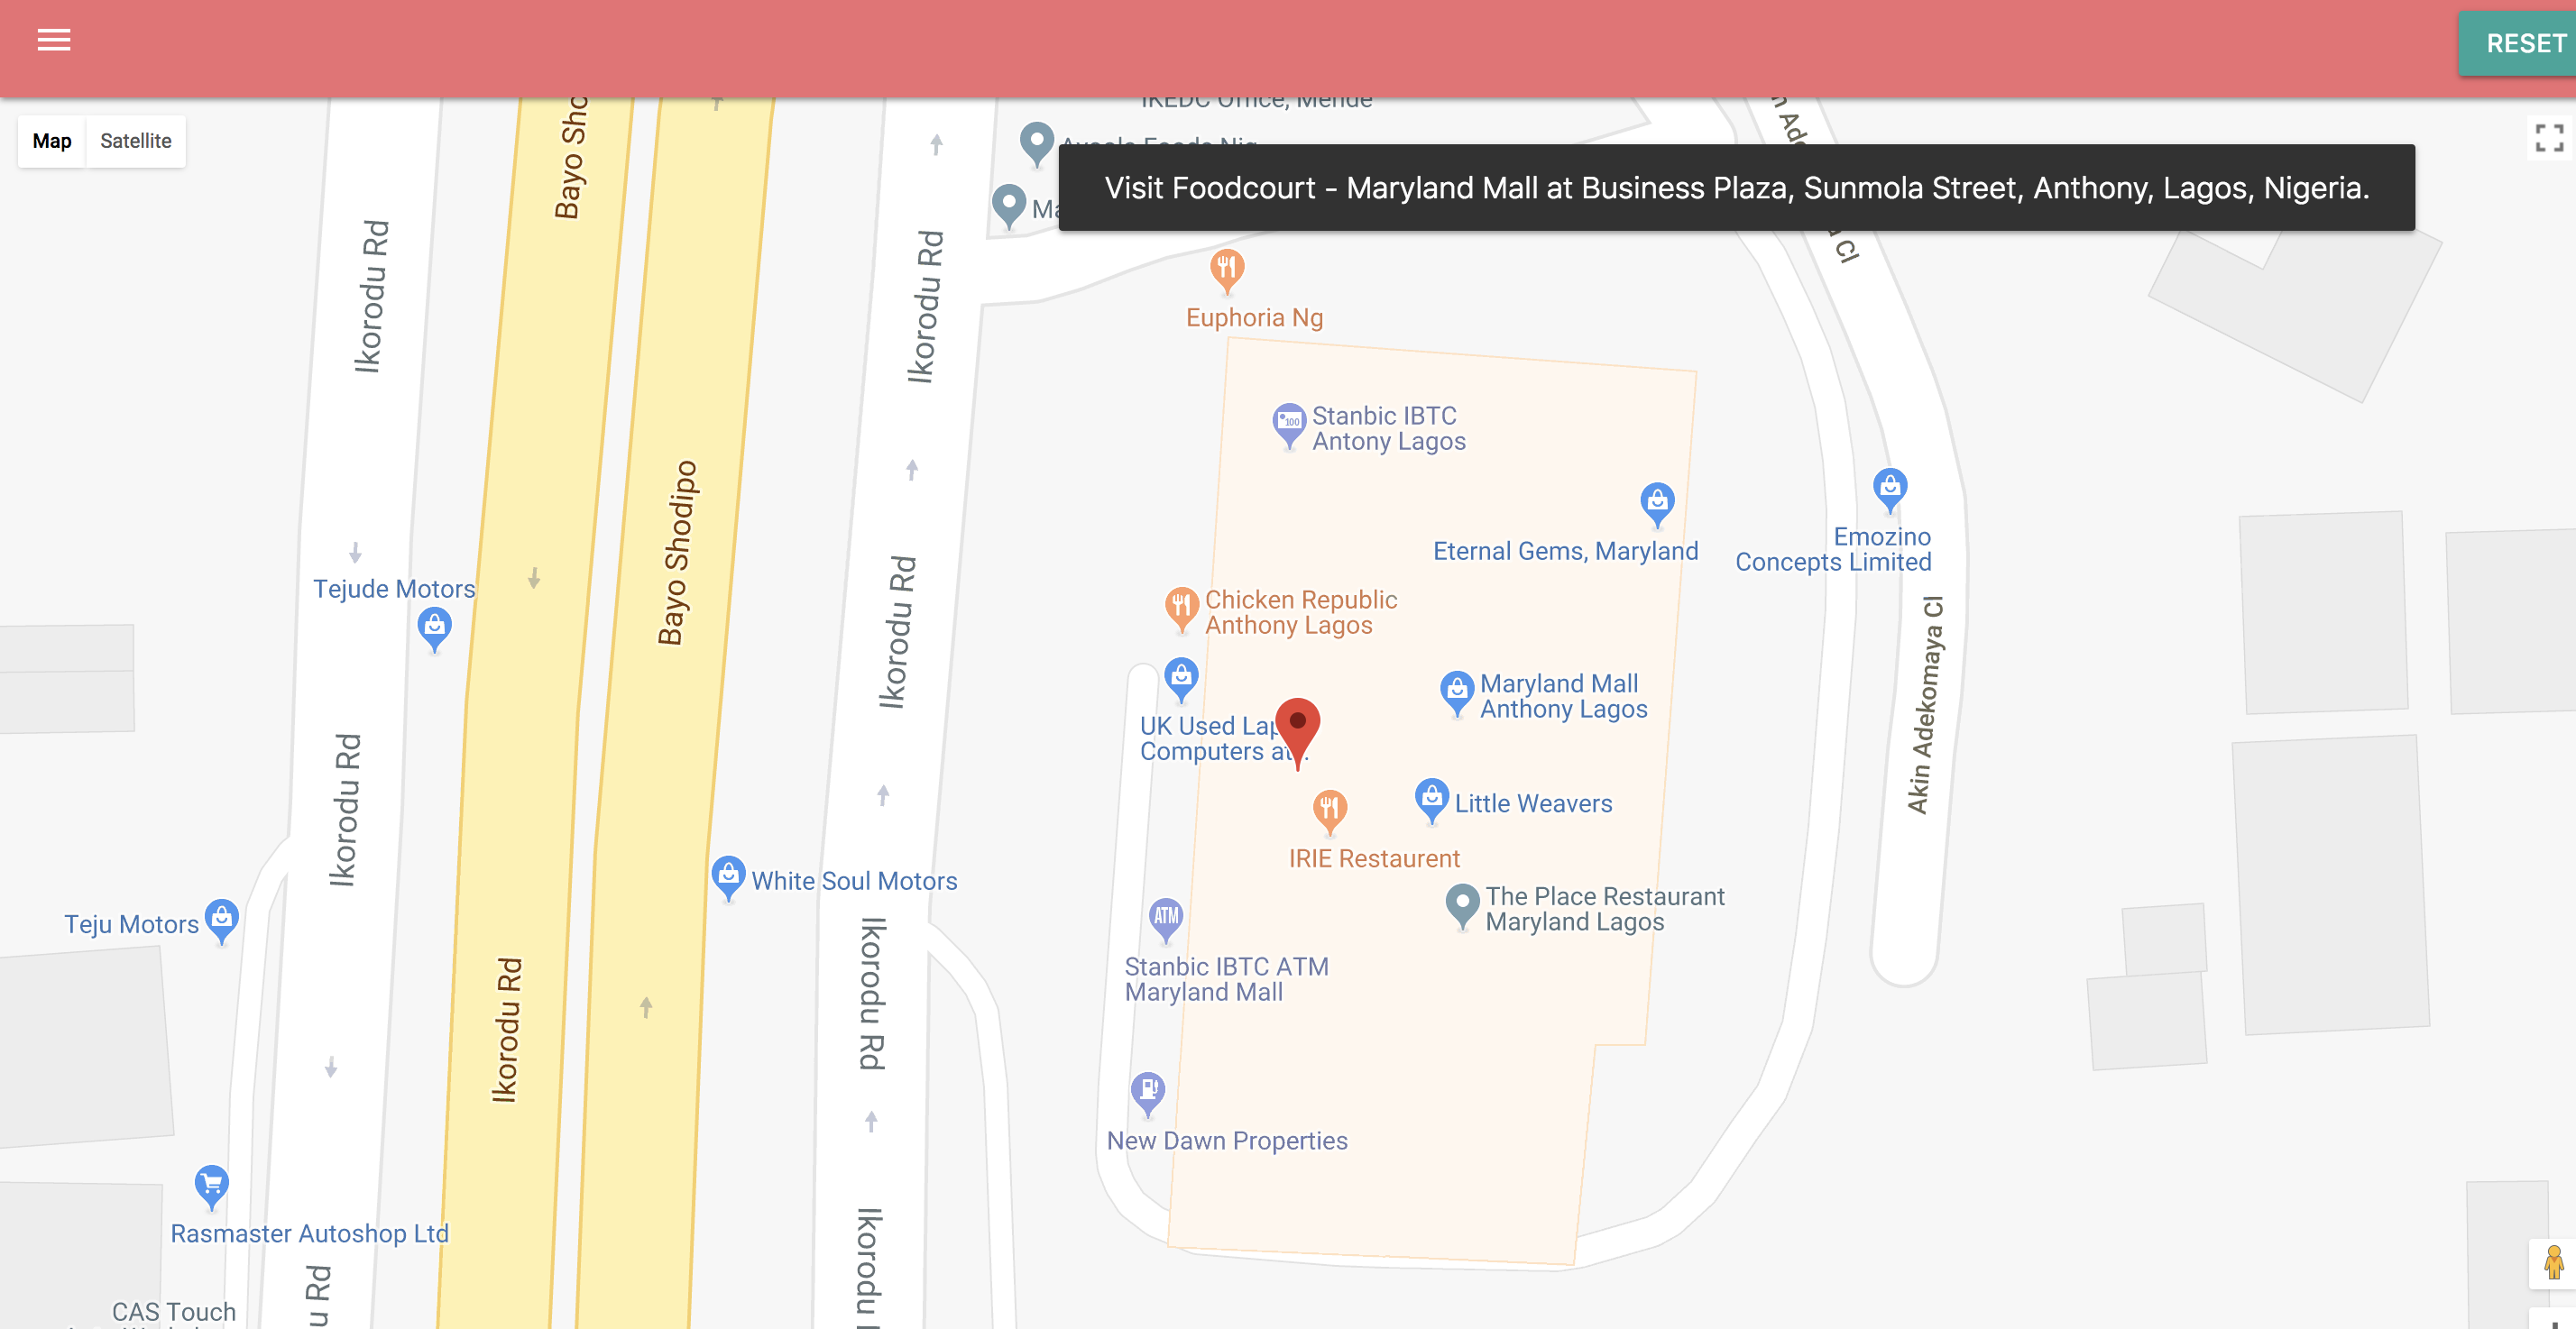 RESET
Map
Satellite
Bayo Sho
IKEDC Office, Mende
Visit Foodcourt - Maryland Mall at Business Plaza, Sunmola Street, Anthony, Lagos, Nigeria.
Ikorodu Rd
Ikorodu Rd
Euphoria Ng
Stanbic IBTC
Antony Lagos
Bayo Shodipo
Eternal Gems, Maryland
Emozino
Concepts Limited
Tejude Motors
Chicken Republic
Anthony Lagos
Ikorodu Rd
Maryland Mall
Anthony Lagos
Akin Adekomaya Cl
UK Used Lap
Computers at
Ikorodu Rd
Little Weavers
IRIE Restaurent
White Soul Motors
The Place Restaurant
Maryland Lagos
Teju Motors
ATM
Stanbic IBTC ATM
Maryland Mall
Ikorodu Rd
Ikorodu Rd
New Dawn Properties
Rasmaster Autoshop Ltd
Ikorodu
u Rd
CAS Touch